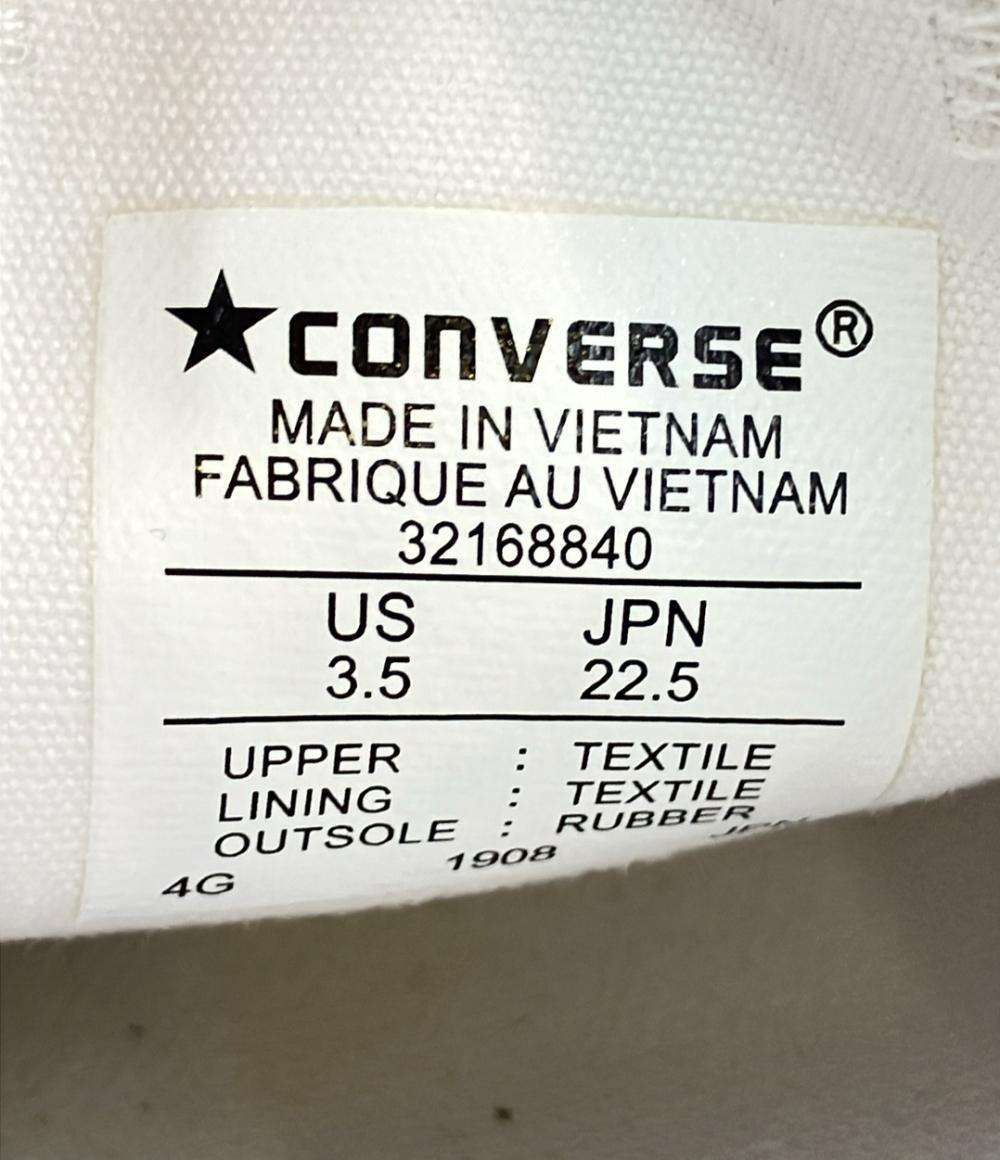 ★CONVERSE®
MADE IN VIETNAM
FABRIQUE AU VIETNAM
32168840
US JPN
3.5 22.5
UPPER : TEXTILE
LINING : TEXTILE
OUTSOLE : RUBBER
4G 1908 JPN